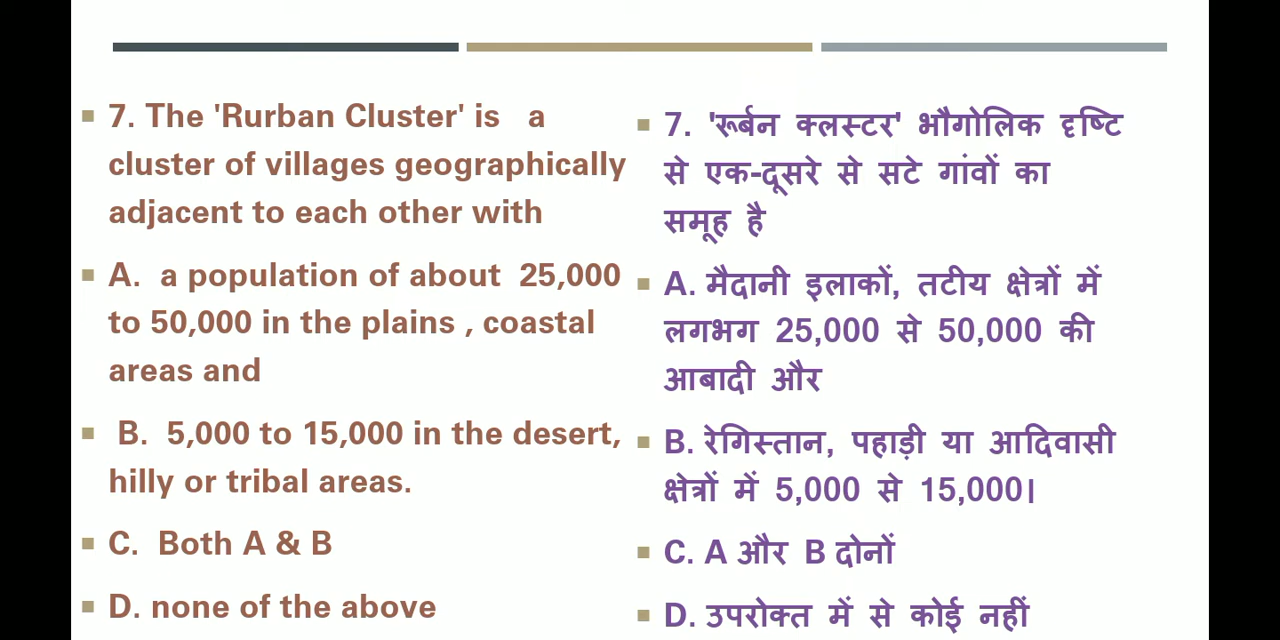 7. The 'Rurban Cluster' is a
cluster of villages geographically
adjacent to each other with
A. a population of about 25,000
to 50,000 in the plains , coastal
areas and
B. 5,000 to 15,000 in the desert,
hilly or tribal areas.
C. Both A & B
D. none of the above
7. 'रूर्बन क्लस्टर' भौगोलिक दृष्टि
से एक-दूसरे से सटे गांवों का
समूह है
A. मैदानी इलाकों, तटीय क्षेत्रों में
लगभग 25,000 से 50,000 की
आबादी और
B. रेगिस्तान, पहाड़ी या आदिवासी
क्षेत्रों में 5,000 से 15,000।
C. A और B दोनों
D. उपरोक्त में से कोई नहीं